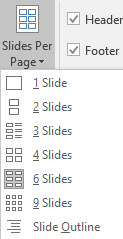 Slides Per
Page
Header
Footer
1 Slide
2 Slides
3 Slides
4 Slides
6 Slides
9 Slides
Slide Outline